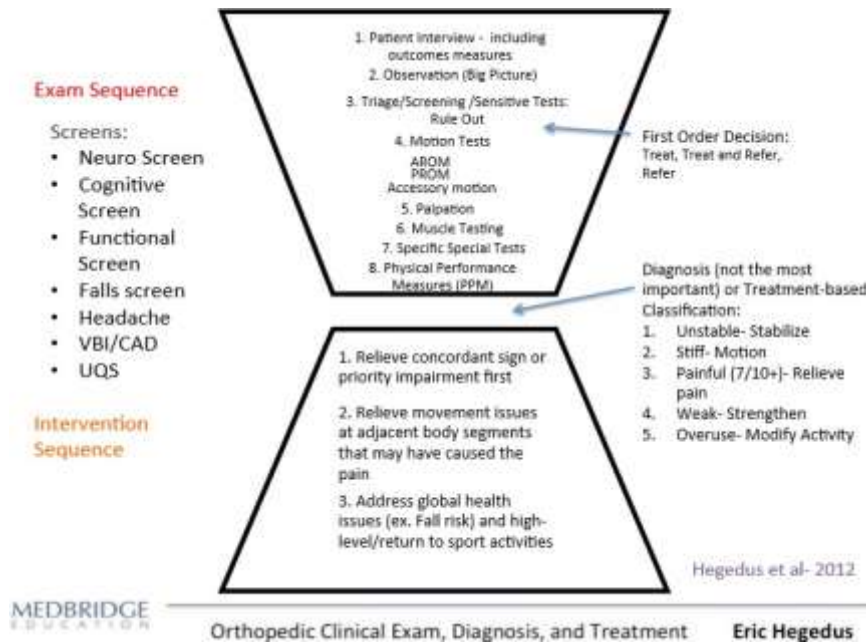 Exam Sequence
Screens:
• Neuro Screen
• Cognitive
Screen
• Functional
Screen
• Falls screen
• Headache
• VBI/CAD
• UQS
Intervention
Sequence
1. Patient Interview - including
outcomes measures
2. Observation (Big Picture)
3. Triage/Screening /Sensitive Tests:
Rule Out
4. Motion Tests
AROM
PROM
Accessory motion
5. Palpation
6. Muscle Testing
7. Specific Special Tests
8. Physical Performance
Measures (PPM)
First Order Decision:
Treat, Treat and Refer,
Refer
Diagnosis (not the most
important) or Treatment-based
Classification:
1. Unstable- Stabilize
2. Stiff- Motion
3. Painful (7/10+)- Relieve
pain
4. Weak- Strengthen
5. Overuse- Modify Activity
1. Relieve concordant sign or
priority impairment first
2. Relieve movement issues
at adjacent body segments
that may have caused the
pain
3. Address global health
issues (ex. Fall risk) and high-
level/return to sport activities
Hegedus et al- 2012
MEDBRIDGE
EDUCATION
Orthopedic Clinical Exam, Diagnosis, and Treatment Eric Hegedus